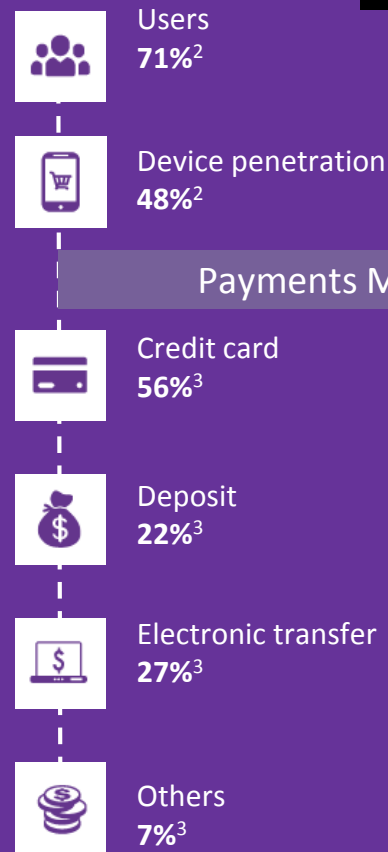 Users
71%²
Device penetration
48%²
Payments M
Credit card
56%³
Deposit
22%³
$
Electronic transfer
27%³
$
Others
7%³
$